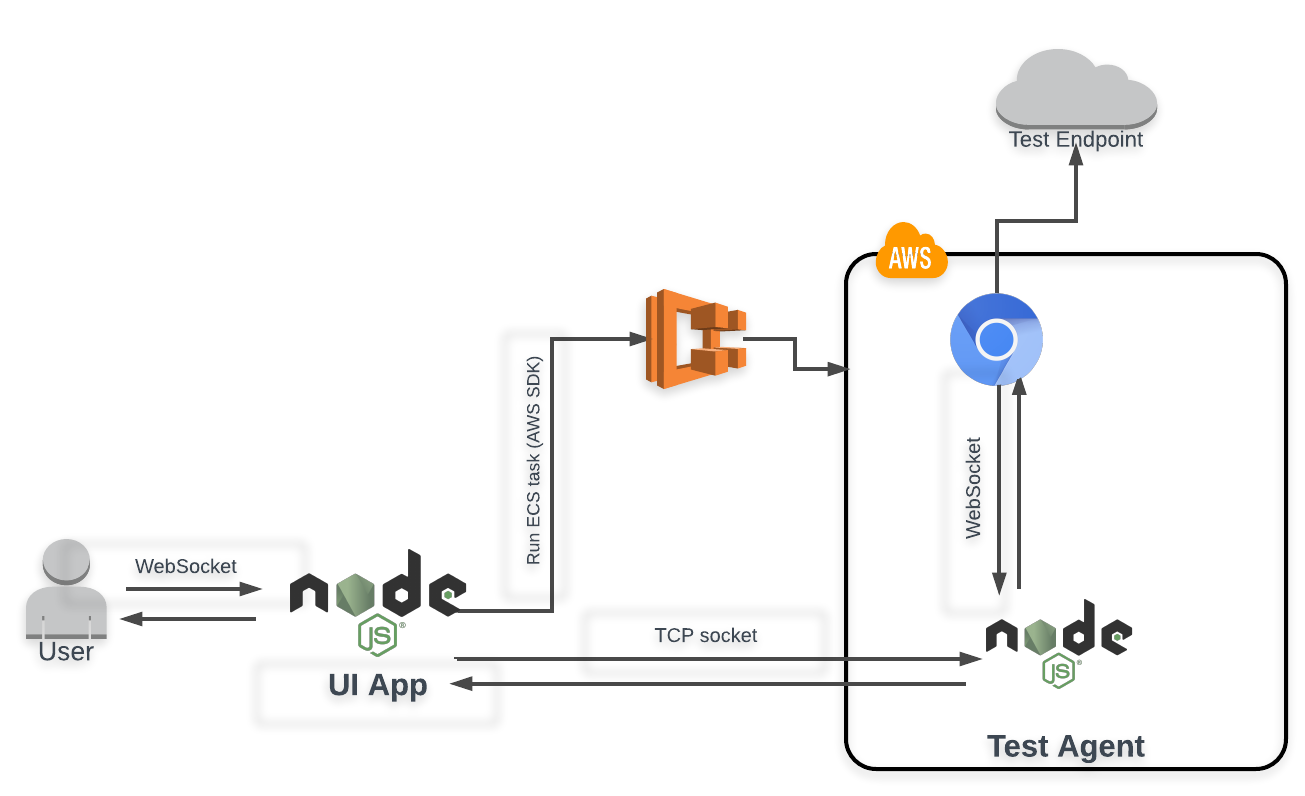 Test Endpoint
AWS
Run ECS task (AWS SDK)
WebSocket
WebSocket
node
JS®
User
UI App
TCP socket
node
JS®
Test Agent